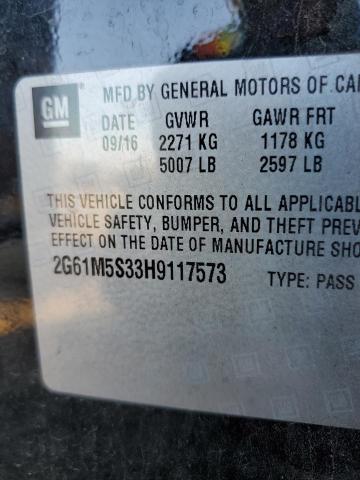 GM
MFD BY GENERAL MOTORS OF CA
DATE GVWR GAWR FRT
09/16 2271 KG 1178 KG
5007 LB 2597 LB
THIS VEHICLE CONFORMS TO ALL APPLICABLE
VEHICLE SAFETY, BUMPER, AND THEFT PREVE
EFFECT ON THE DATE OF MANUFACTURE SHO
2G61M5S33H9117573 TYPE: PASS